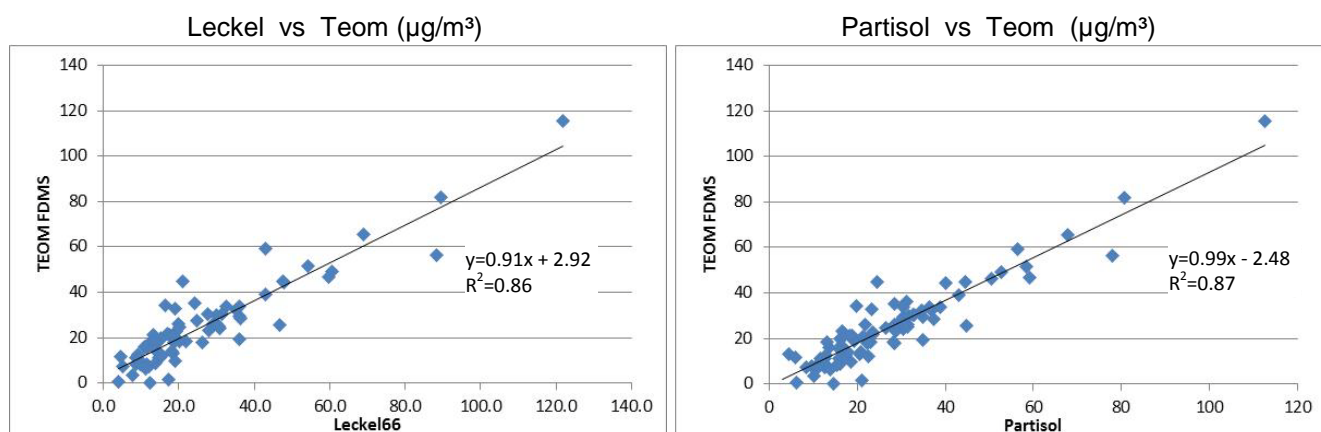 Leckel vs Teom (µg/m³)
140
120
100
80
60
40
20
0
TEOM FDMS
y=0.91x + 2.92
R²=0.86
0.0 20.0 40.0 60.0 80.0 100.0 120.0 140.0
Leckel66
Partisol vs Teom (µg/m³)
140
120
100
80
60
40
20
0
TEOM FDMS
y=0.99x - 2.48
R²=0.87
0 20 40 60 80 100 120
Partisol